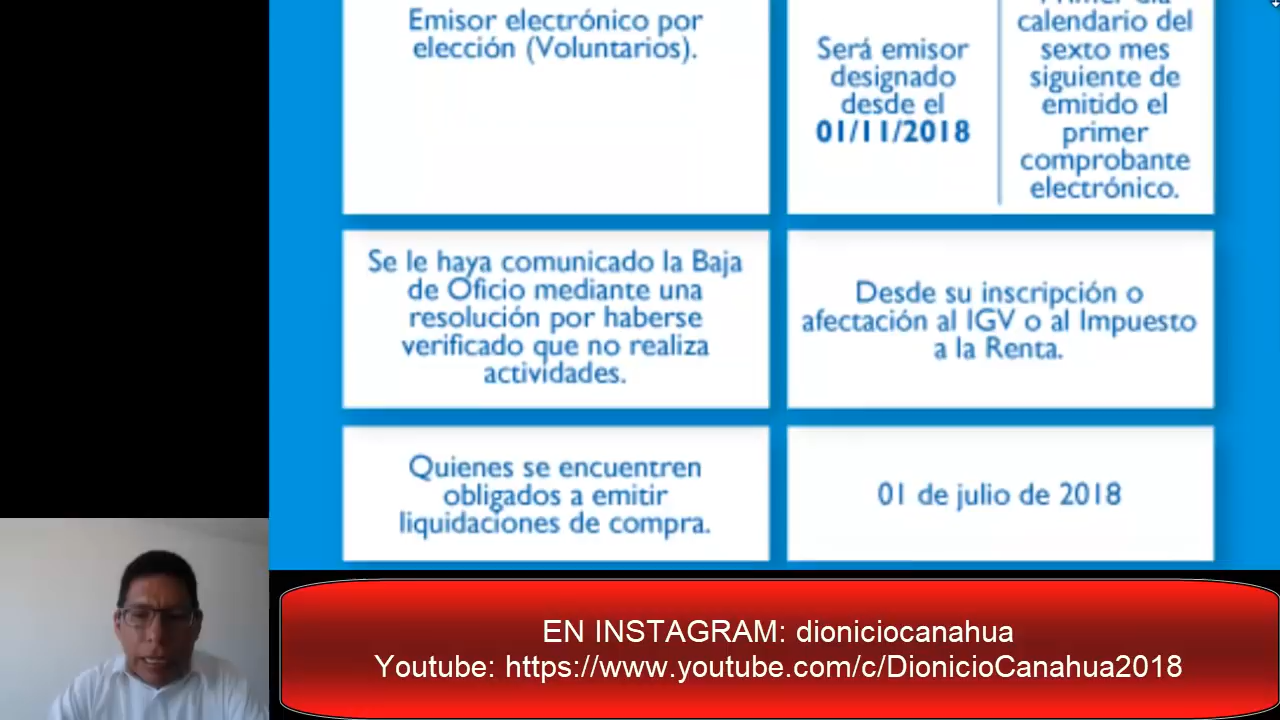 Emisor electrónico por
elección (Voluntarios).
Será emisor
designado
desde el
01/11/2018
Primer día
calendario del
sexto mes
siguiente de
emitido el
primer
comprobante
electrónico.
Se le haya comunicado la Baja
de Oficio mediante una
resolución por haberse
verificado que no realiza
actividades.
Desde su inscripción o
afectación al IGV o al Impuesto
a la Renta.
Quienes se encuentren
obligados a emitir
liquidaciones de compra.
01 de julio de 2018
EN INSTAGRAM: dioniciocanahua
Youtube: https://www.youtube.com/c/DionicioCanahua2018